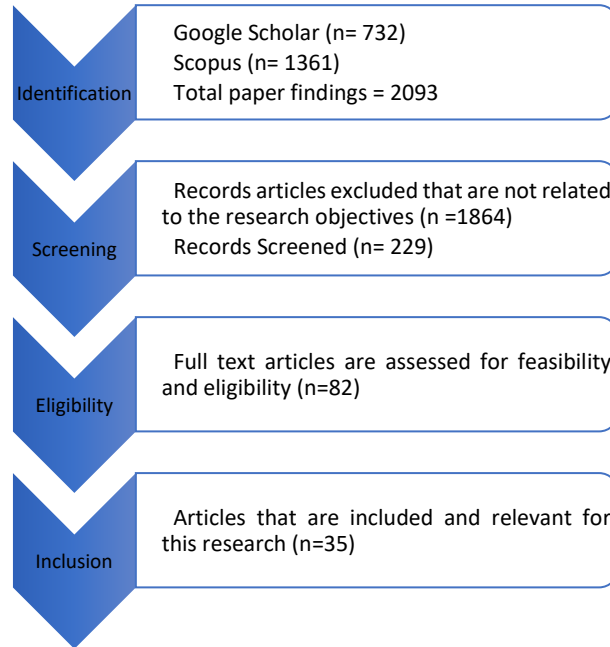 Identification
Google Scholar (n= 732)
Scopus (n= 1361)
Total paper findings = 2093
Screening
Records articles excluded that are not related
to the research objectives (n =1864)
Records Screened (n= 229)
Eligibility
Full text articles are assessed for feasibility
and eligibility (n=82)
Inclusion
Articles that are included and relevant for
this research (n=35)